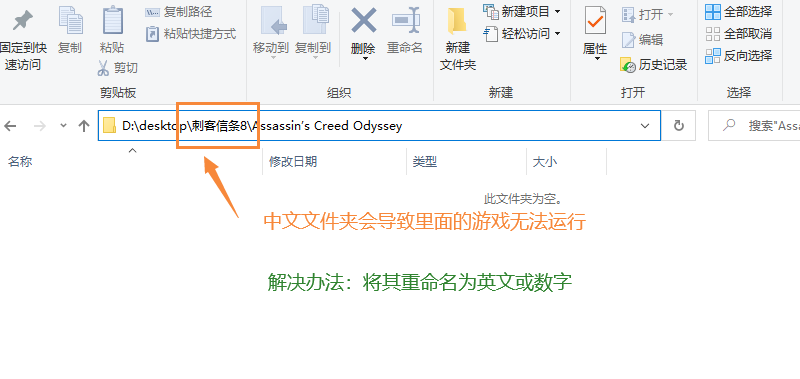 固定到快
速访问
复制
粘贴
复制路径
粘贴快捷方式
剪切
剪贴板
移动到
复制到
删除
重命名
组织
新建
文件夹
新建项目
轻松访问
新建
属性
打开
编辑
历史记录
打开
全部选择
全部取消
反向选择
选择
D:\desktop\刺客信条8\Assassin's Creed Odyssey
搜索"Assa
名称
修改日期
类型
大小
此文件夹为空。
中文文件夹会导致里面的游戏无法运行
解决办法：将其重命名为英文或数字